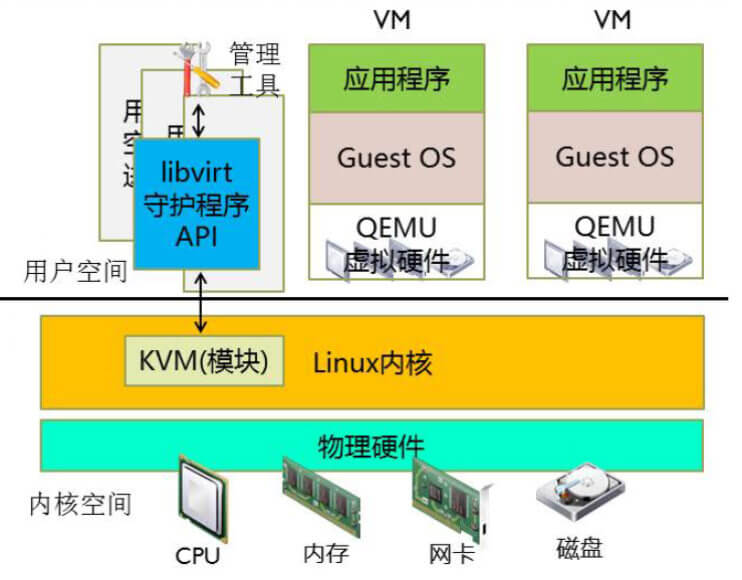 VM
VM
管理
工具
用
空
用
libvirt
守护程序
API
应用程序
Guest OS
QEMU
虚拟硬件
应用程序
Guest OS
QEMU
虚拟硬件
用户空间
KVM(模块)
Linux内核
物理硬件
内核空间
CPU
内存
网卡
磁盘